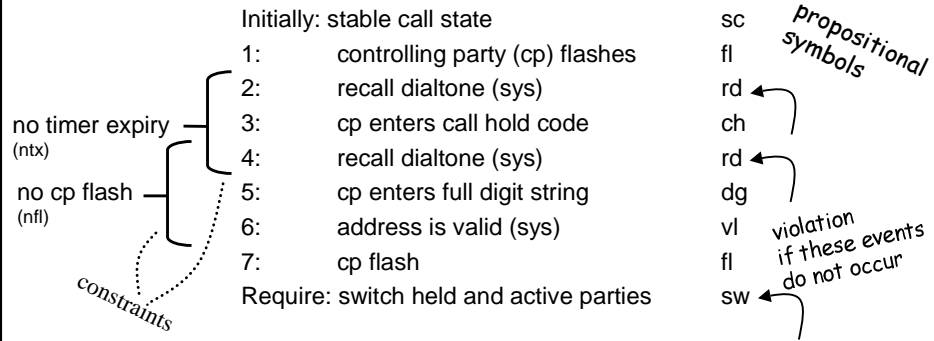 Initially: stable call state sc
1: controlling party (cp) flashes fl
2: recall dialtone (sys) rd
3: cp enters call hold code ch
4: recall dialtone (sys) rd
5: cp enters full digit string dg
6: address is valid (sys) vl
7: cp flash fl
Require: switch held and active parties sw
no timer expiry
(ntx)
no cp flash
(nfl)
constraints
propositional
symbols
violation
if these events
do not occur